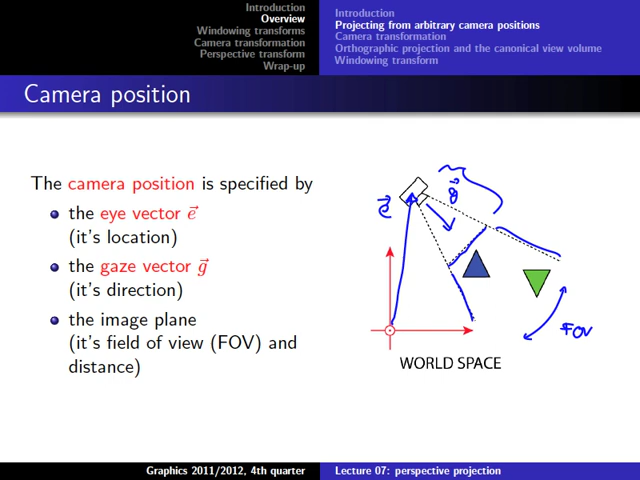 Introduction
Overview
Windowing transforms
Camera transformation
Perspective transform
Wrap-up
Introduction
Projecting from arbitrary camera positions
Camera transformation
Orthographic projection and the canonical view volume
Windowing transform
Camera position
The camera position is specified by
the eye vector e⃗
(it's location)
the gaze vector g⃗
(it's direction)
the image plane
(it's field of view (FOV) and
distance)
e⃗
g⃗
FOV
WORLD SPACE
Graphics 2011/2012, 4th quarter
Lecture 07: perspective projection